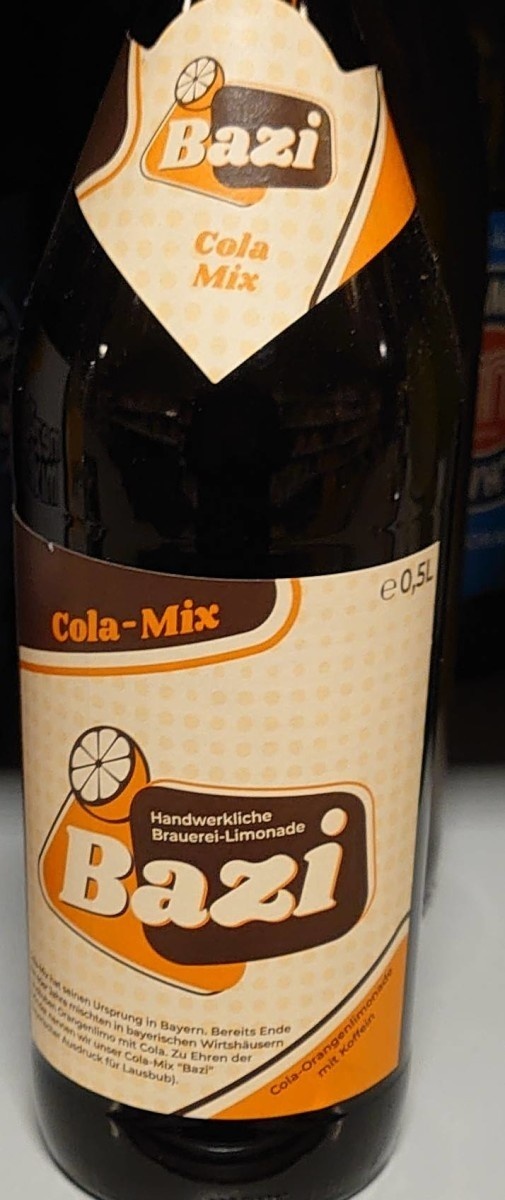 Bazi
Cola
Mix
Cola-Mix
e 0,5L
Handwerkliche
Brauerei-Limonade
Bazi
hat seinen Ursprung in Bayern. Bereits Ende
Jahre mischten in bayerischen Wirtshäusern
Orangenlimo mit Cola. Zu Ehren der
nennen wir unser Cola-Mix "Bazi"
Ausdruck für Lausbub).
Cola-Orangenlimonade
mit Koffein